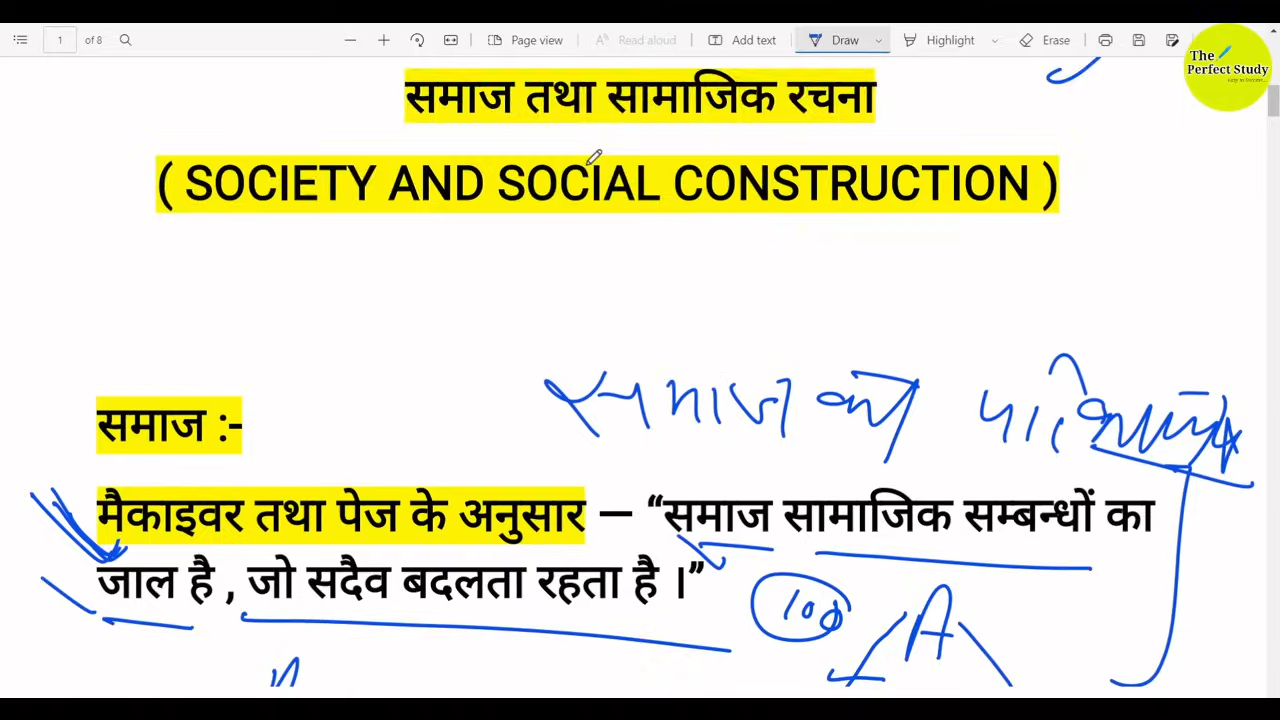 1 of 8 Page view Read aloud Add text Draw Highlight Erase
The
Perfect Study
समाज तथा सामाजिक रचना
( SOCIETY AND SOCIAL CONSTRUCTION )
समाज की
समाज :-
मैकाइवर तथा पेज के अनुसार — “समाज सामाजिक सम्बन्धों का
जाल है , जो सदैव बदलता रहता है ।”
100
A